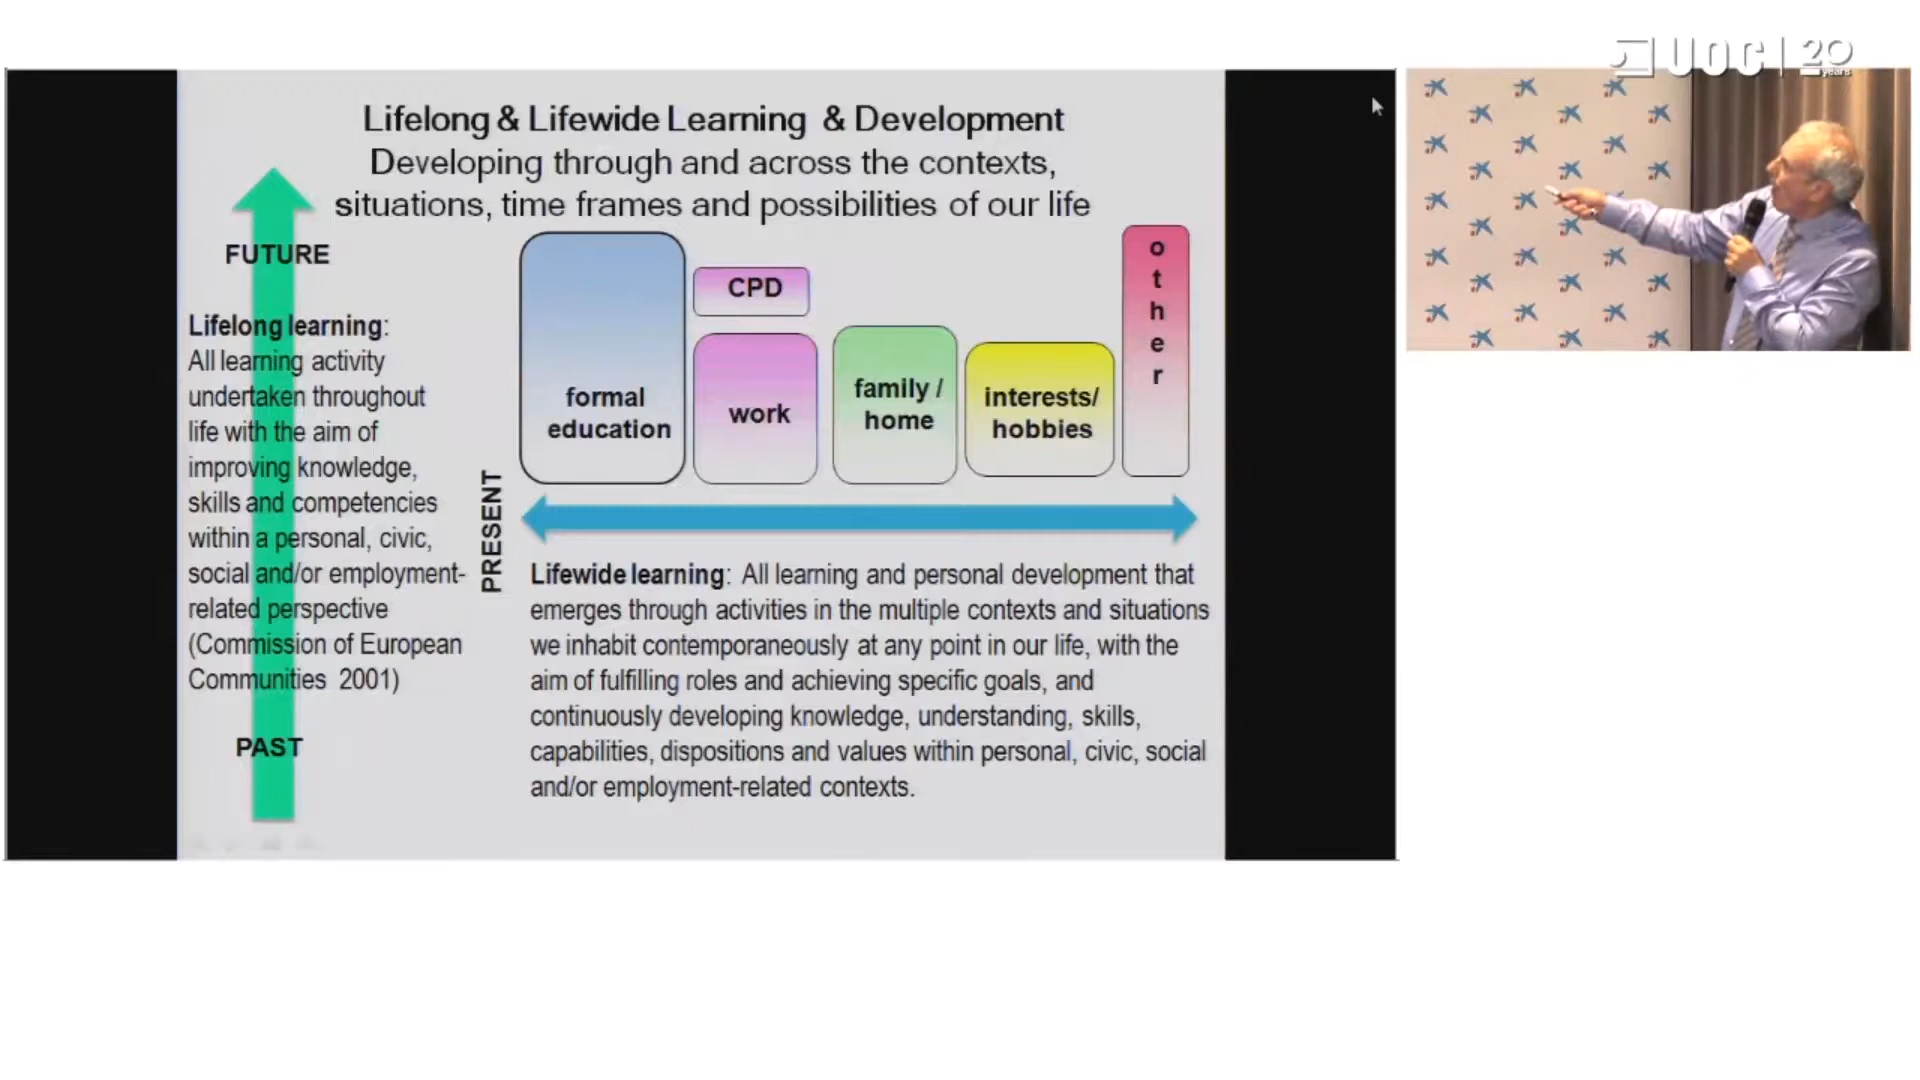 UOC 20
years
Lifelong & Lifewide Learning & Development
Developing through and across the contexts,
situations, time frames and possibilities of our life
FUTURE
Lifelong learning:
All learning activity
undertaken throughout
life with the aim of
improving knowledge,
skills and competencies
within a personal, civic,
social and/or employment-
related perspective
(Commission of European
Communities 2001)
PAST
PRESENT
formal
education
CPD
work
family /
home
interests/
hobbies
other
Lifewide learning: All learning and personal development that
emerges through activities in the multiple contexts and situations
we inhabit contemporaneously at any point in our life, with the
aim of fulfilling roles and achieving specific goals, and
continuously developing knowledge, understanding, skills,
capabilities, dispositions and values within personal, civic, social
and/or employment-related contexts.